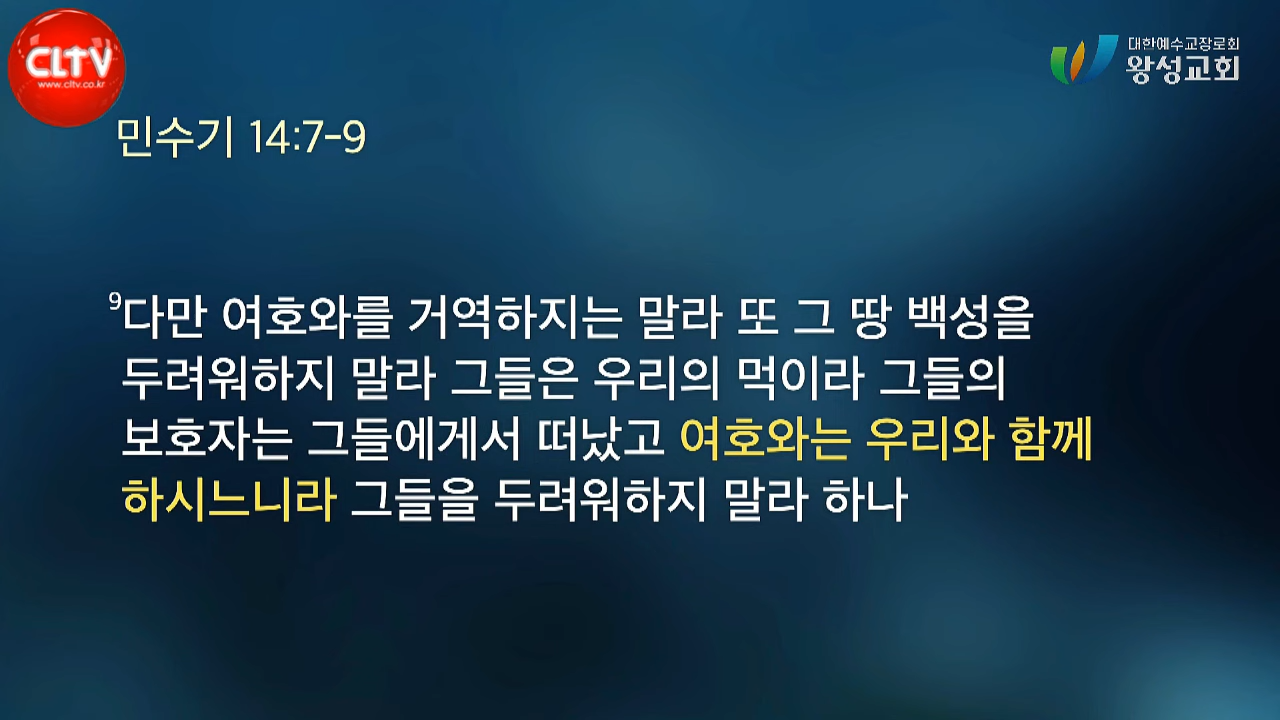 CLTV
www.cltv.co.kr
대한예수교장로회
왕성교회
민수기 14:7-9
9다만 여호와를 거역하지는 말라 또 그 땅 백성을
두려워하지 말라 그들은 우리의 먹이라 그들의
보호자는 그들에게서 떠났고 여호와는 우리와 함께
하시느니라 그들을 두려워하지 말라 하나